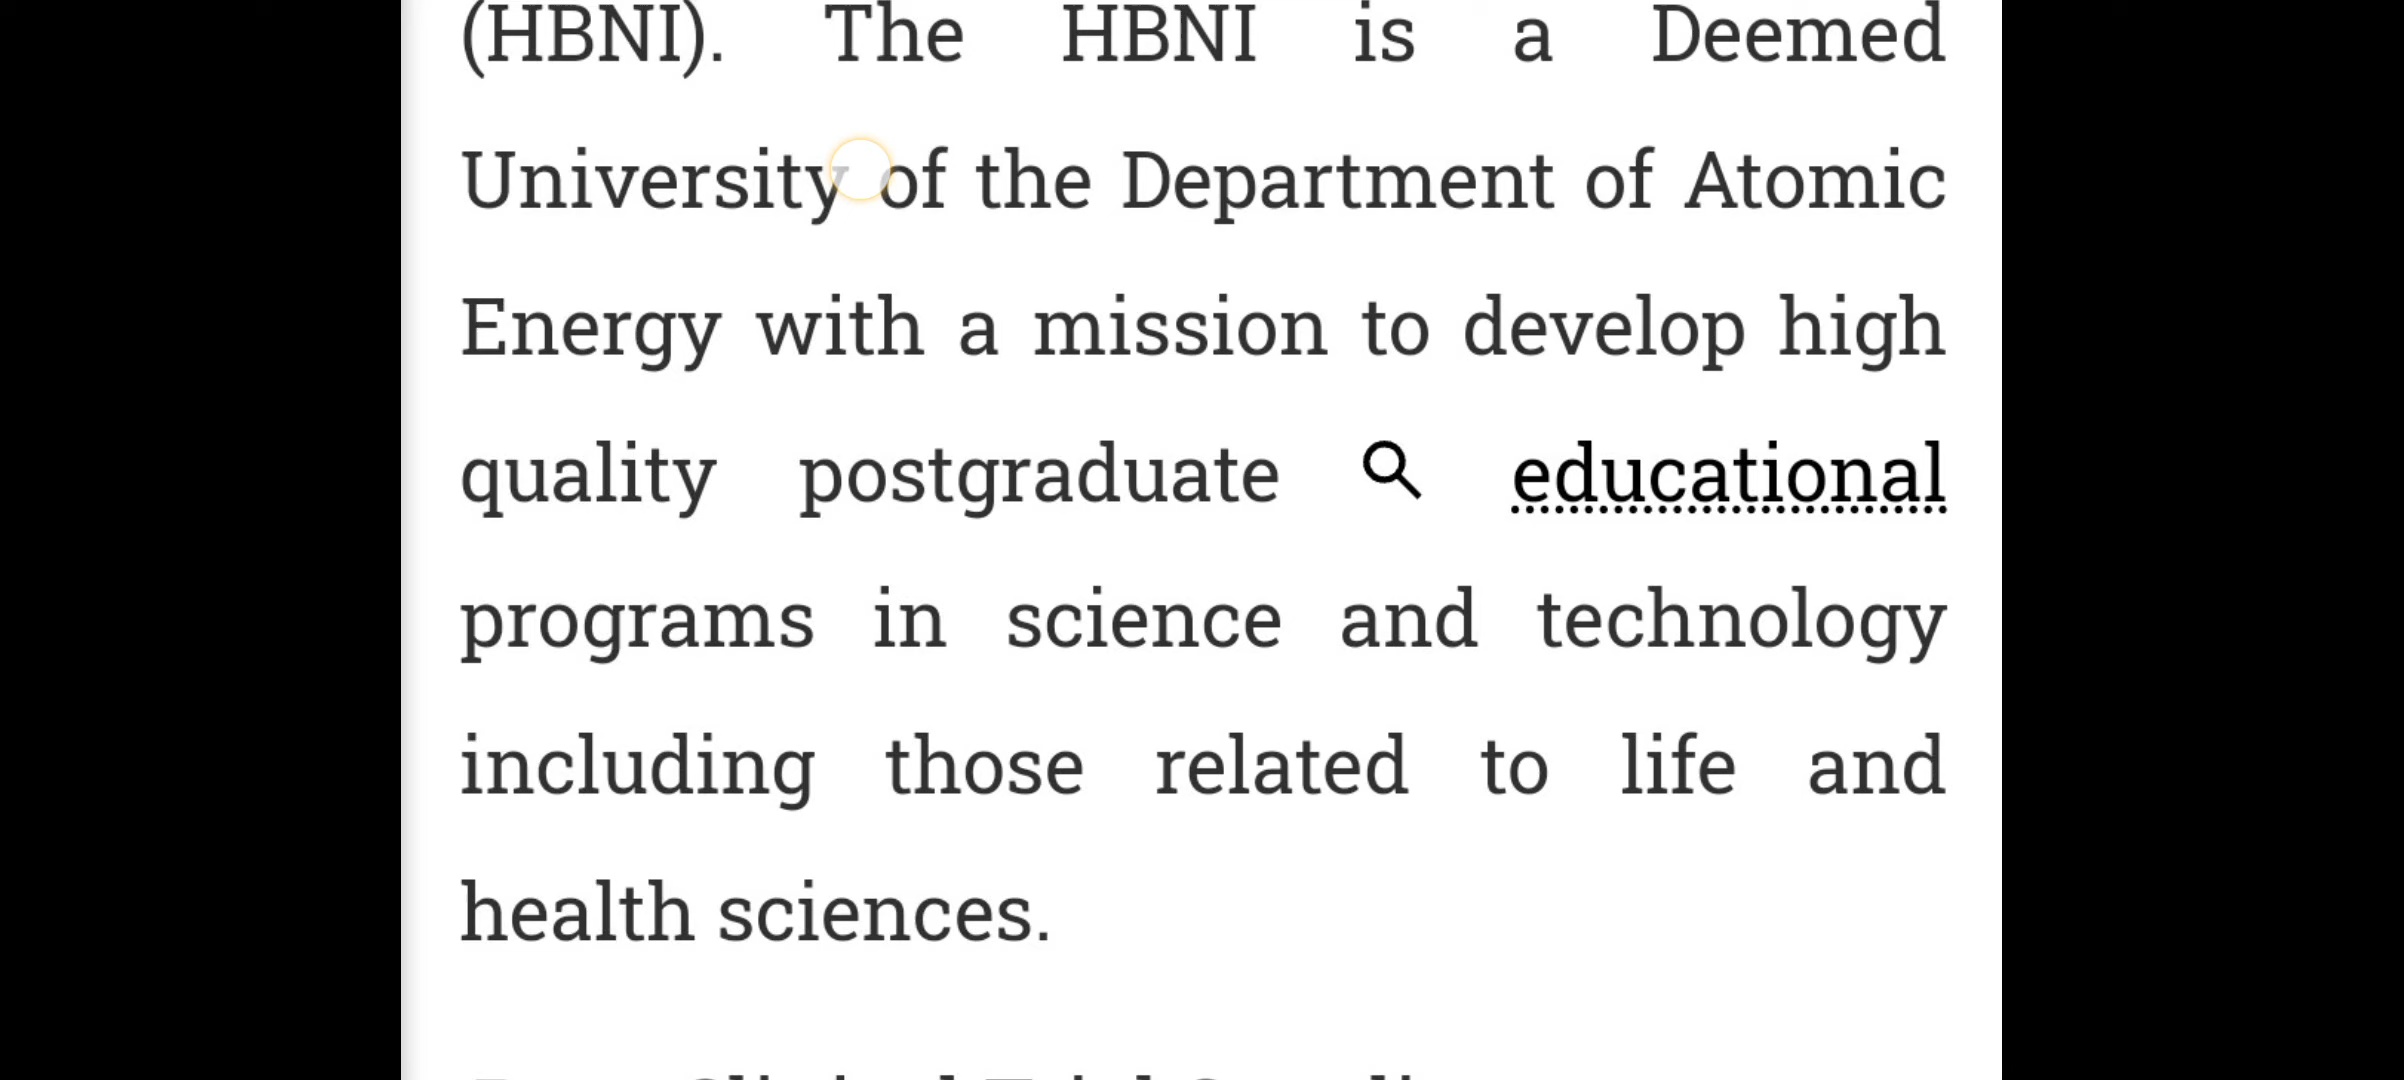 (HBNI). The HBNI is a Deemed
University of the Department of Atomic
Energy with a mission to develop high
quality postgraduate educational
programs in science and technology
including those related to life and
health sciences.